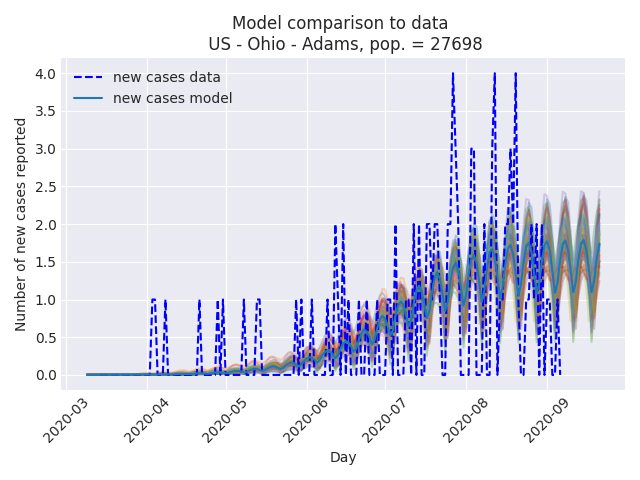 Model comparison to data
US - Ohio - Adams, pop. = 27698
new cases data
new cases model
Number of new cases reported
4.0
3.5
3.0
2.5
2.0
1.5
1.0
0.5
0.0
2020-03
2020-04
2020-05
2020-06
2020-07
2020-08
2020-09
Day